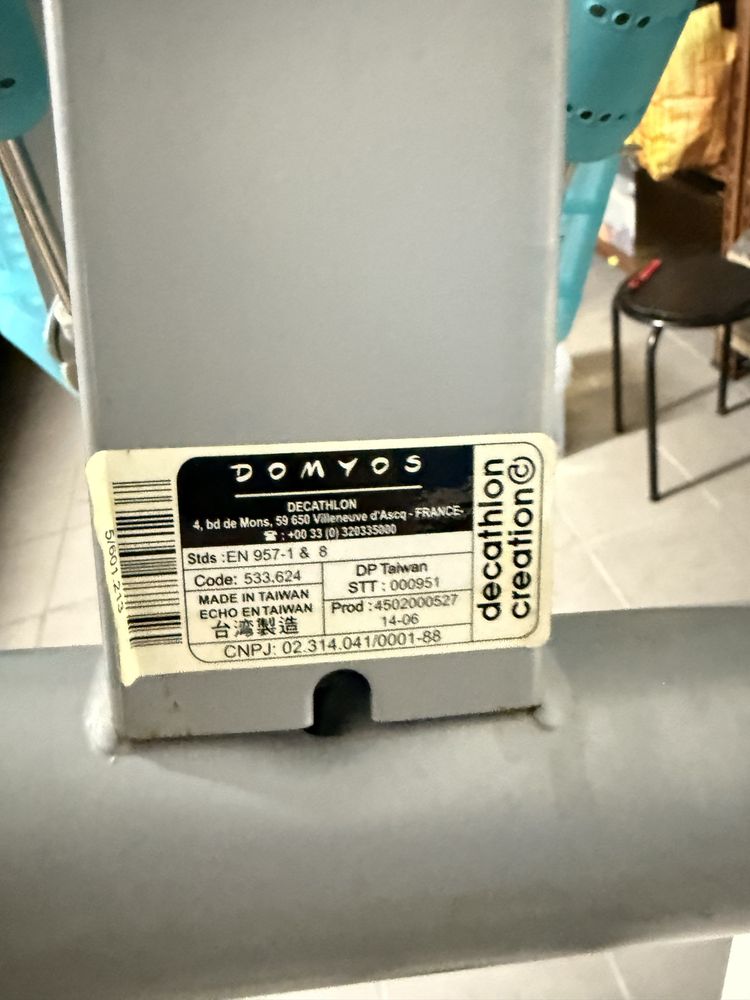 DOMYOS
DECATHLON
4, bd de Mons, 59 650 Villeneuve d'Ascq - FRANCE-
☎ : +00 33 (0) 320335000
Stds :EN 957-1 & 8
Code: 533.624
MADE IN TAIWAN
ECHO EN TAIWAN
台湾製造
DP Taiwan
STT : 000951
Prod :4502000527
14-06
CNPJ: 02.314.041/0001-88
decathlon
creation©